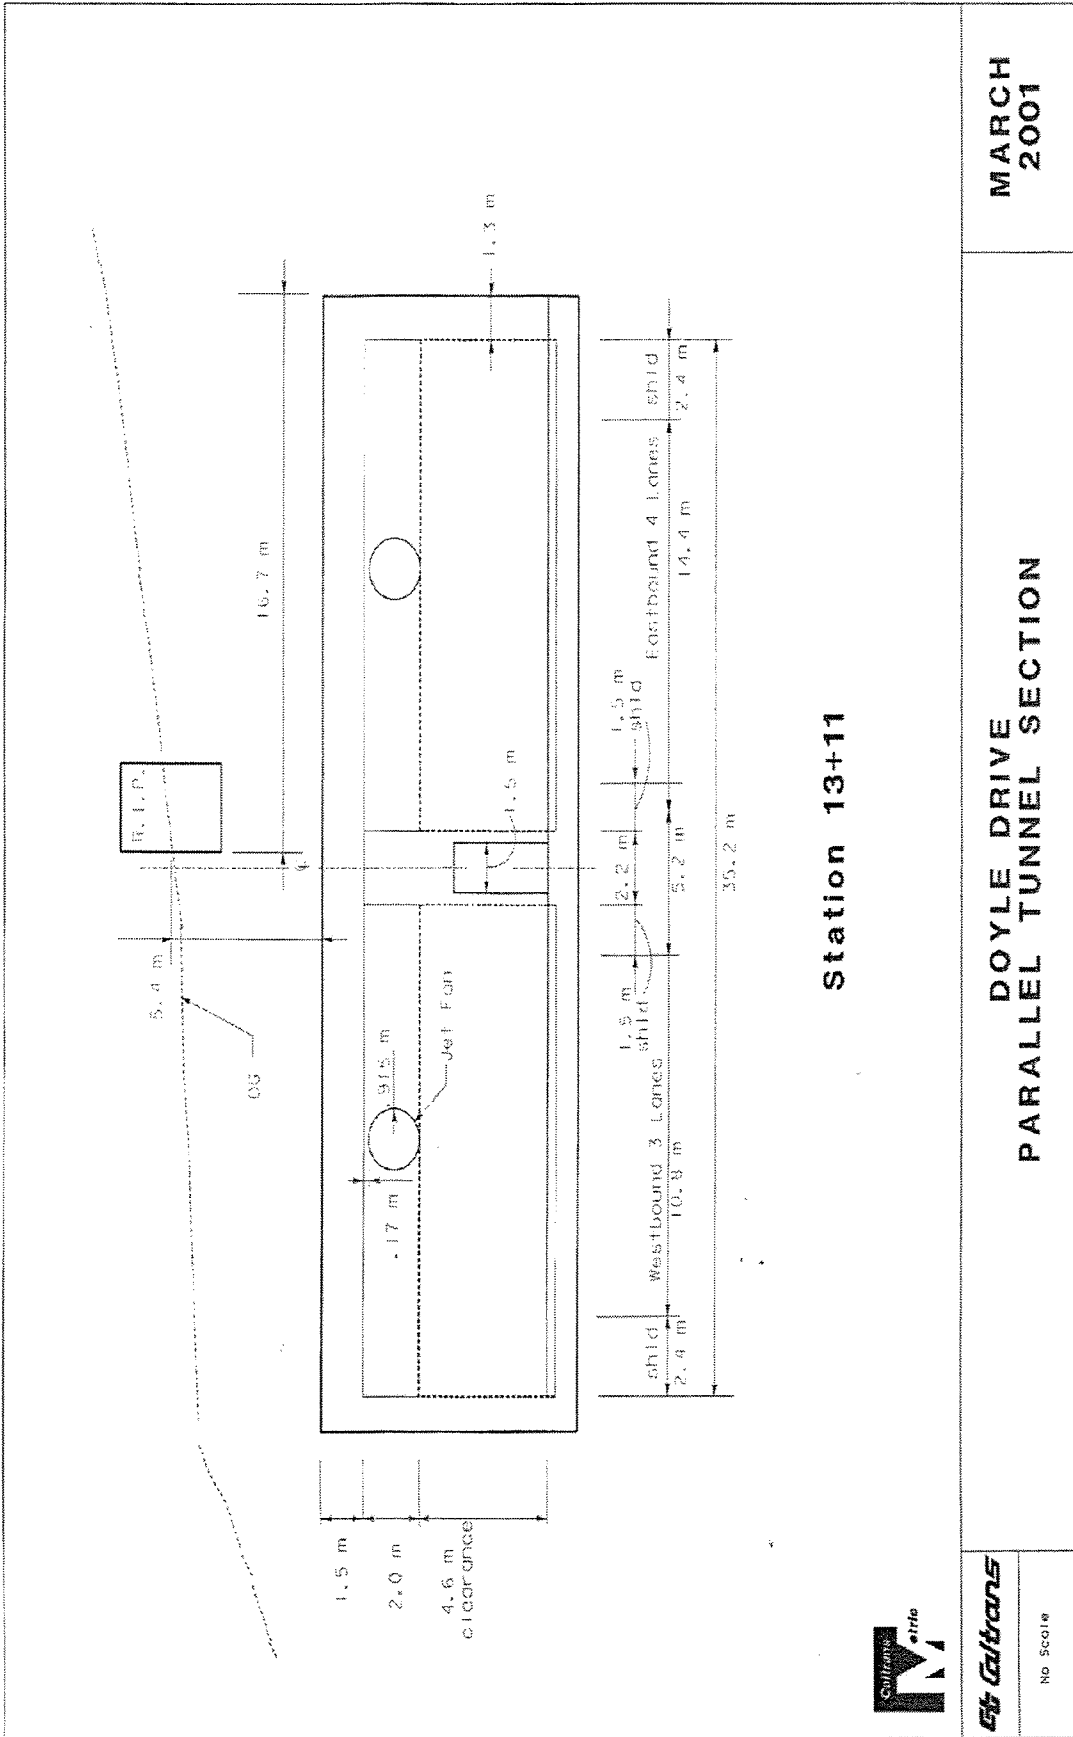 R.I.P.
16.7 m
5.4 m
OG
℄
1.3 m
1.5 m
2.0 m
4.6 m
clearance
.17 m
.915 m
Jet Fan
1.5 m
1.5 m
shld
2.2 m
1.5 m
shld
shld
2.4 m
Westbound 3 Lanes
10.8 m
5.2 m
Eastbound 4 Lanes
14.4 m
shld
2.4 m
35.2 m
Station 13+11
Caltrans
Metric
Caltrans
No Scale
DOYLE DRIVE
PARALLEL TUNNEL SECTION
MARCH
2001